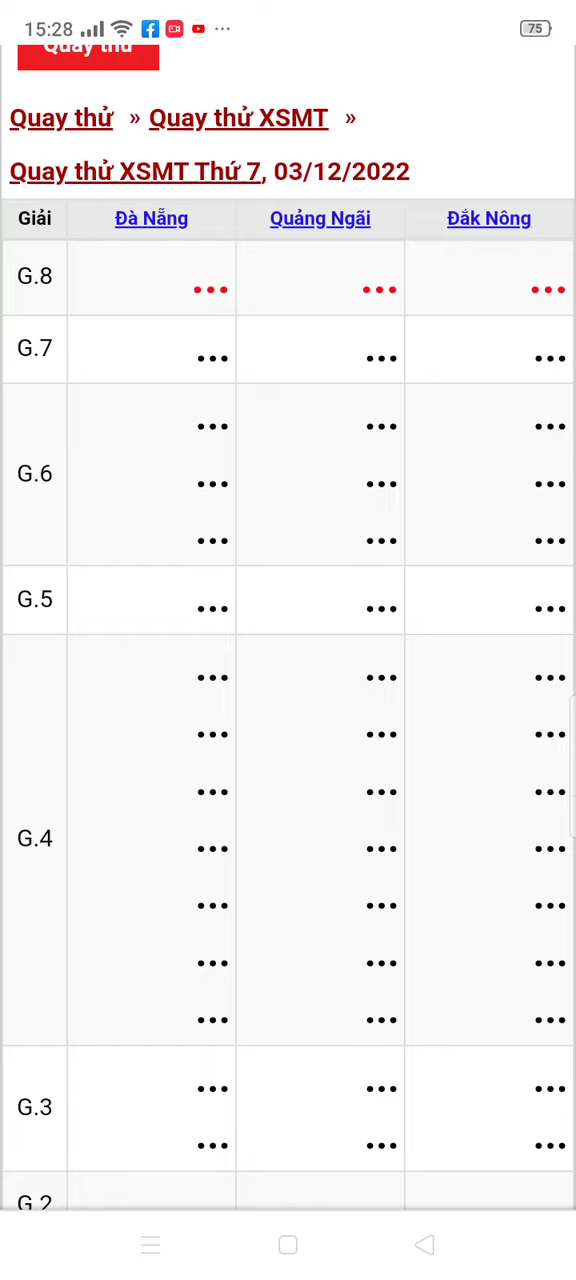 15:28 ... 75
Quay thử
Quay thử » Quay thử XSMT »
Quay thử XSMT Thứ 7, 03/12/2022
Giải Đà Nẵng Quảng Ngãi Đắk Nông
G.8 ... ... ...
G.7 ... ... ...
... ... ...
G.6 ... ... ...
... ... ...
G.5 ... ... ...
... ... ...
... ... ...
... ... ...
G.4 ... ... ...
... ... ...
... ... ...
... ... ...
G.3 ... ... ...
... ... ...
G.2